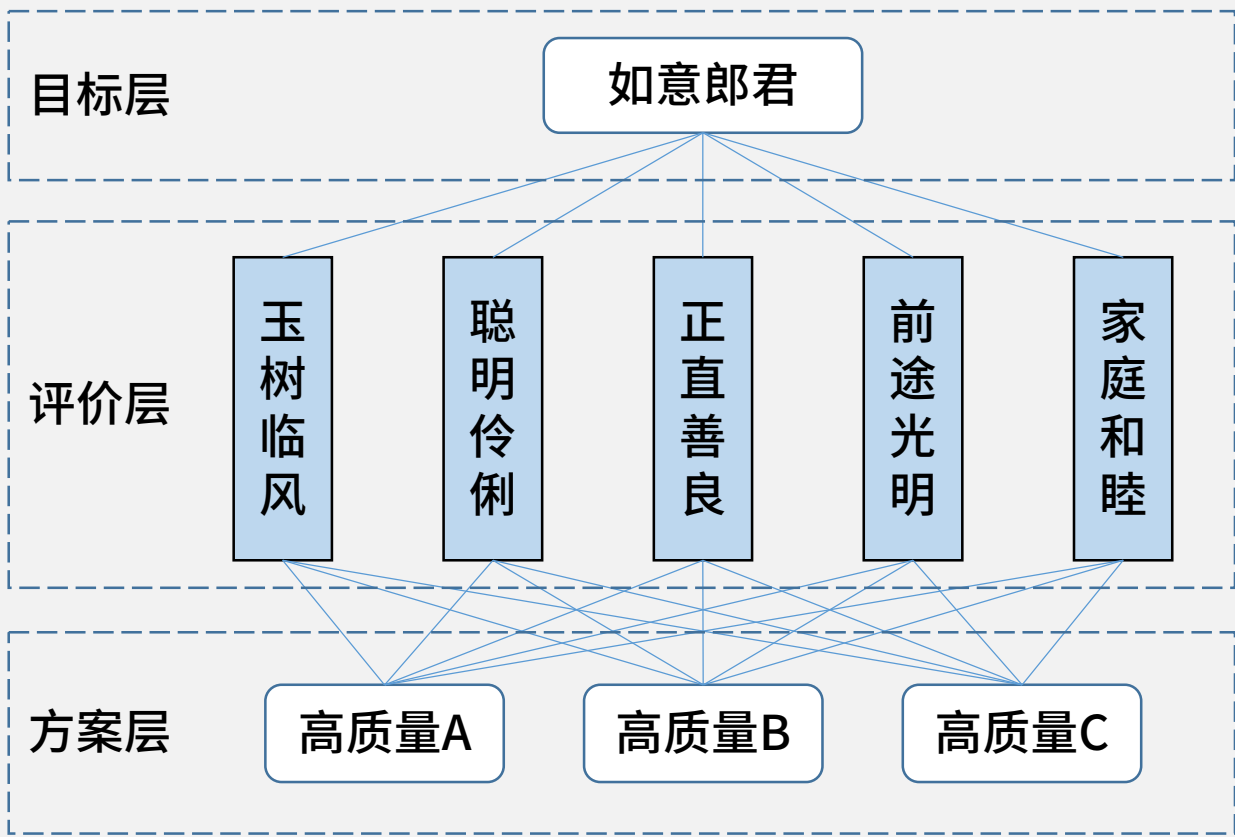 目标层
如意郎君
评价层
玉树临风
聪明伶俐
正直善良
前途光明
家庭和睦
方案层
高质量A
高质量B
高质量C